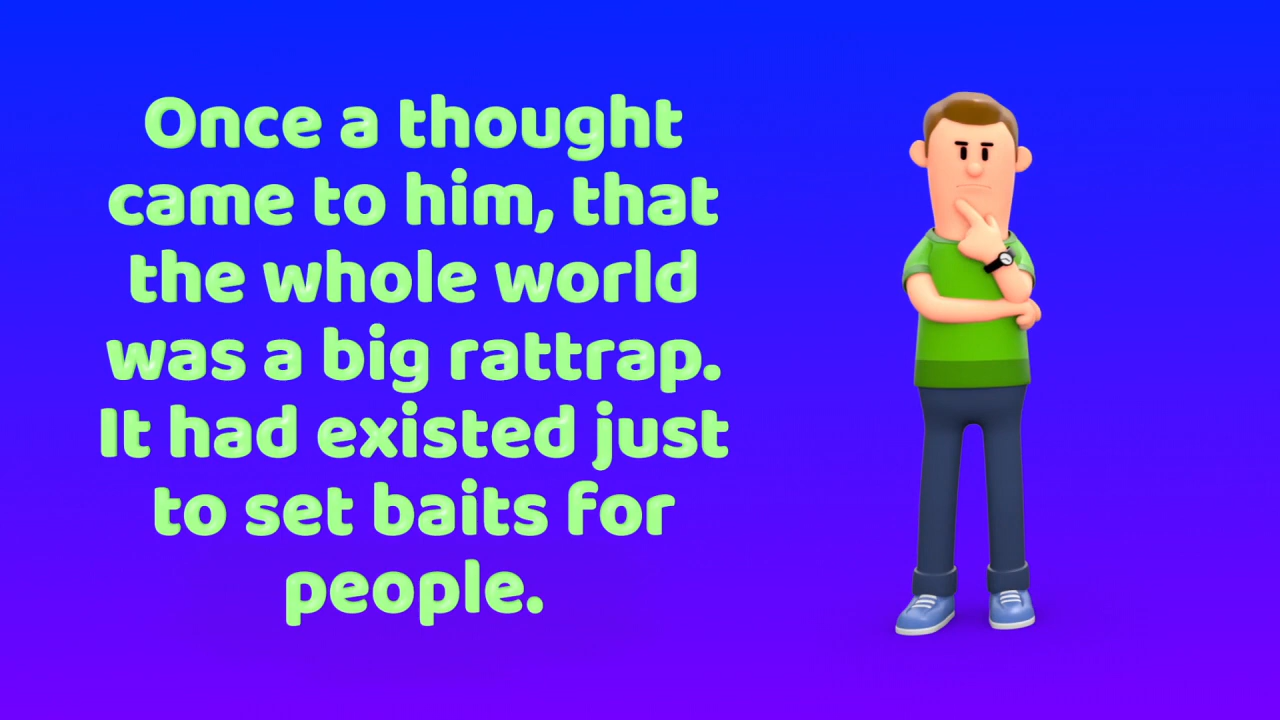 Once a thought
came to him, that
the whole world
was a big rattrap.
It had existed just
to set baits for
people.